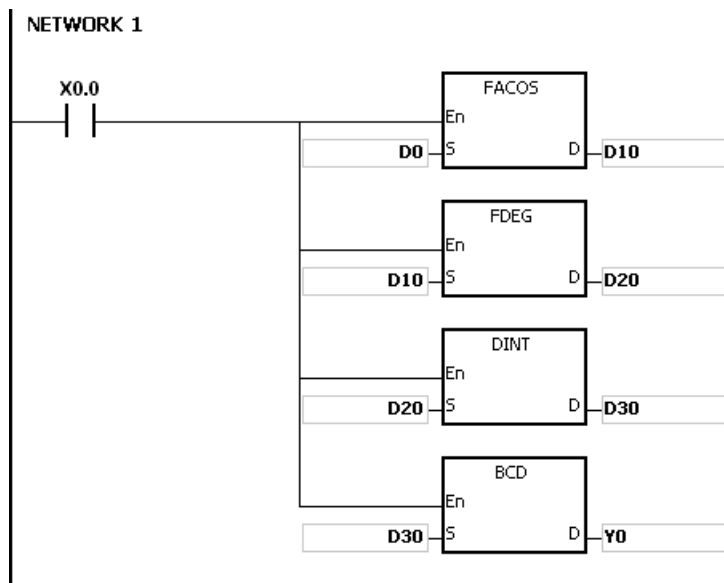 NETWORK 1
X0.0
FACOS
En
D0 S D D10
FDEG
En
D10 S D D20
DINT
En
D20 S D D30
BCD
En
D30 S D Y0